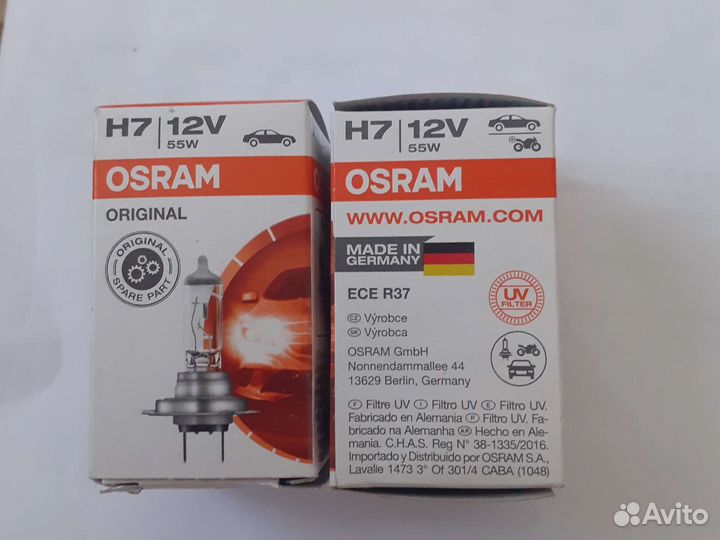 H7 12V
55W
OSRAM
ORIGINAL
ORIGINAL
SPARE PART
H7 12V
55W
OSRAM
WWW.OSRAM.COM
MADE IN
GERMANY
ECE R37
UV
FILTER
CZ Výrobce
SK Výrobca
OSRAM GmbH
Nonnendammallee 44
13629 Berlin, Germany
F Filtre UV I Filtro UV E Filtro UV.
Fabricado en Alemania P Filtro UV. Fa-
bricado na Alemanha AR Hecho en Ale-
mania. C.H.A.S. Reg N° 38-1335/2016.
Importado y Distribuido por OSRAM S.A.,
Lavalle 1473 3° Of 301/4 CABA (1048)
Avito